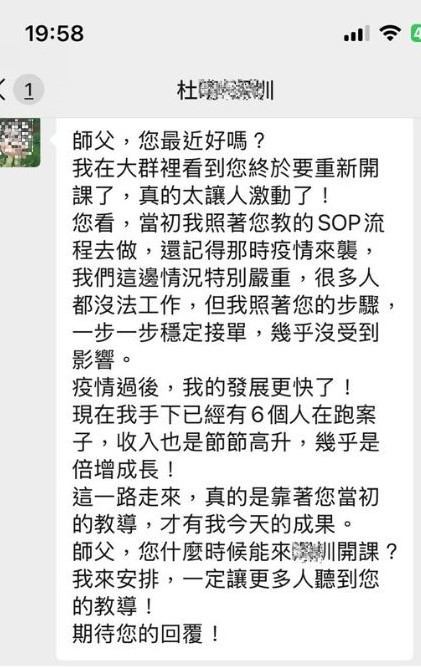 19:58
1
杜 圳
師父，您最近好嗎？
我在大群裡看到您終於要重新開
課了，真的太讓人激動了！
您看，當初我照著您教的SOP流
程去做，還記得那時疫情來襲，
我們這邊情況特別嚴重，很多人
都沒法工作，但我照著您的步驟，
一步一步穩定接單，幾乎沒受到
影響。
疫情過後，我的發展更快了！
現在我手下已經有6個人在跑案
子，收入也是節節高升，幾乎是
倍增成長！
這一路走來，真的是靠著您當初
的教導，才有我今天的成果。
師父，您什麼時候能來 圳開課？
我來安排，一定讓更多人聽到您
的教導！
期待您的回覆！